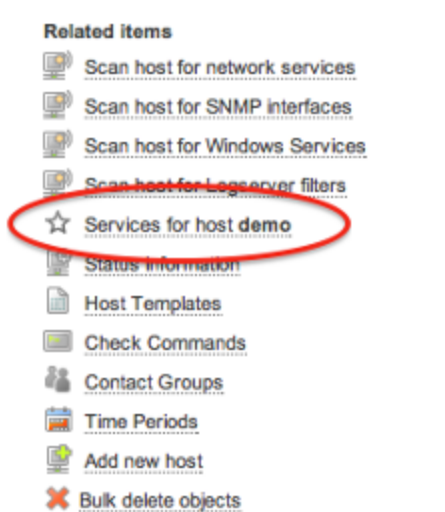 Related items
Scan host for network services
Scan host for SNMP interfaces
Scan host for Windows Services
Scan host for Logserver filters
Services for host demo
Status Information
Host Templates
Check Commands
Contact Groups
Time Periods
Add new host
Bulk delete objects